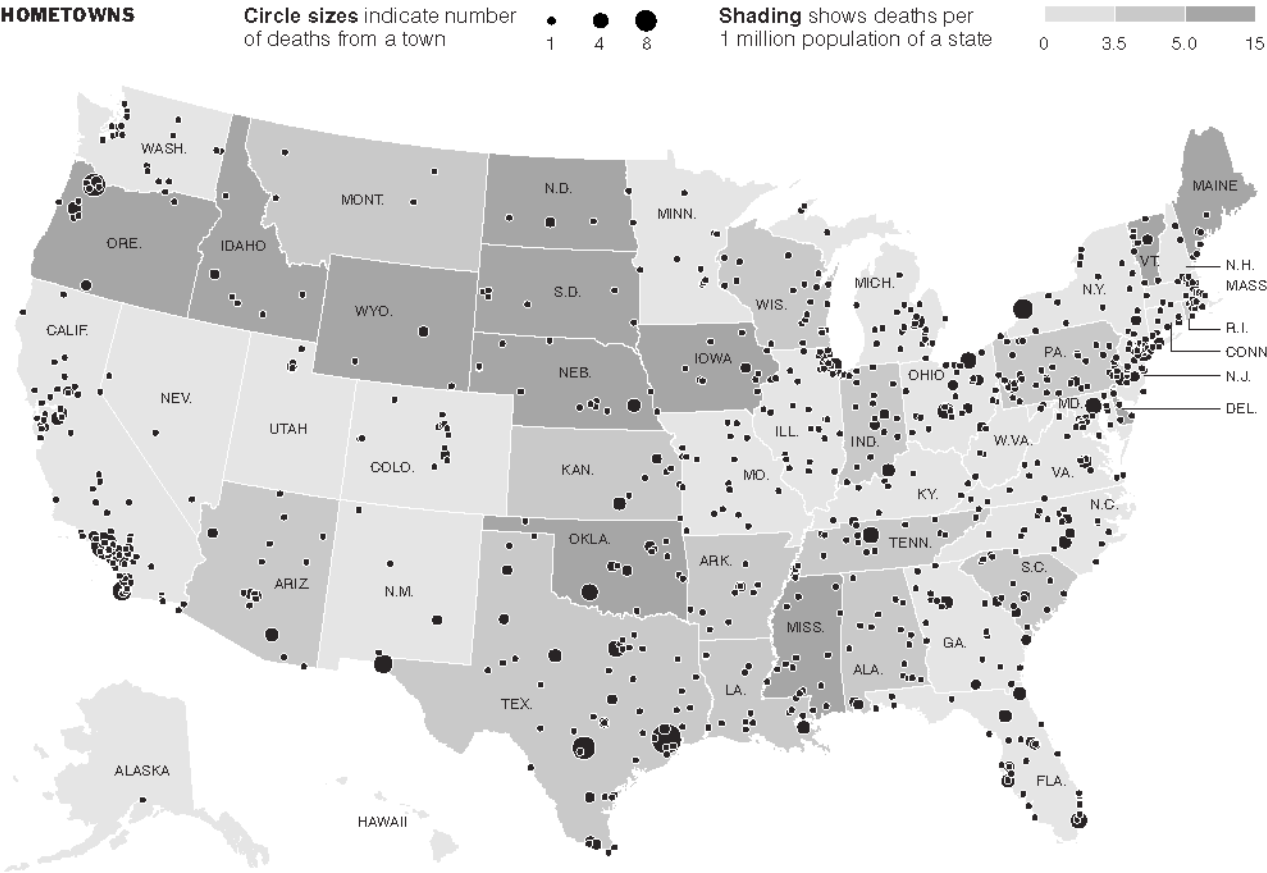 HOMETOWNS
Circle sizes indicate number
of deaths from a town
1 4 8
Shading shows deaths per
1 million population of a state
0 3.5 5.0 15
WASH.
MONT.
N.D.
MINN.
MAINE
ORE.
IDAHO
VT.
N.H.
WYO.
S.D.
WIS.
MICH.
N.Y.
MASS
CALIF.
R.I.
IOWA
PA.
CONN
NEB.
OHIO
N.J.
NEV.
MD.
DEL.
UTAH
ILL.
IND.
W.VA.
COLO.
KAN.
MO.
VA.
KY.
N.C.
OKLA.
TENN.
ARK.
S.C.
ARIZ
N.M.
MISS.
GA.
ALA.
TEX.
LA.
ALASKA
FLA.
HAWAII